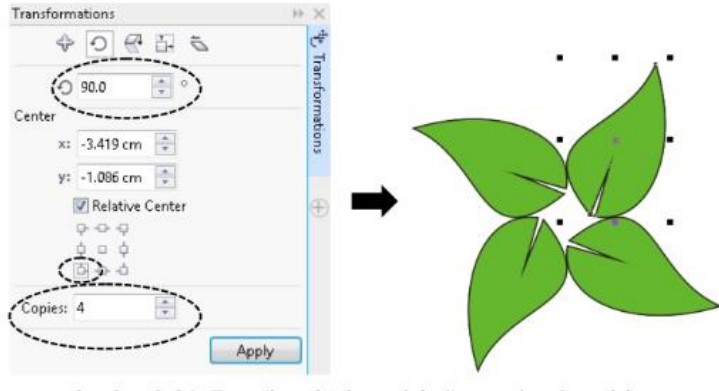 Transformations
90.0 °
Center
x: -3.419 cm
y: -1.086 cm
Relative Center
Copies: 4
Apply
Transformations